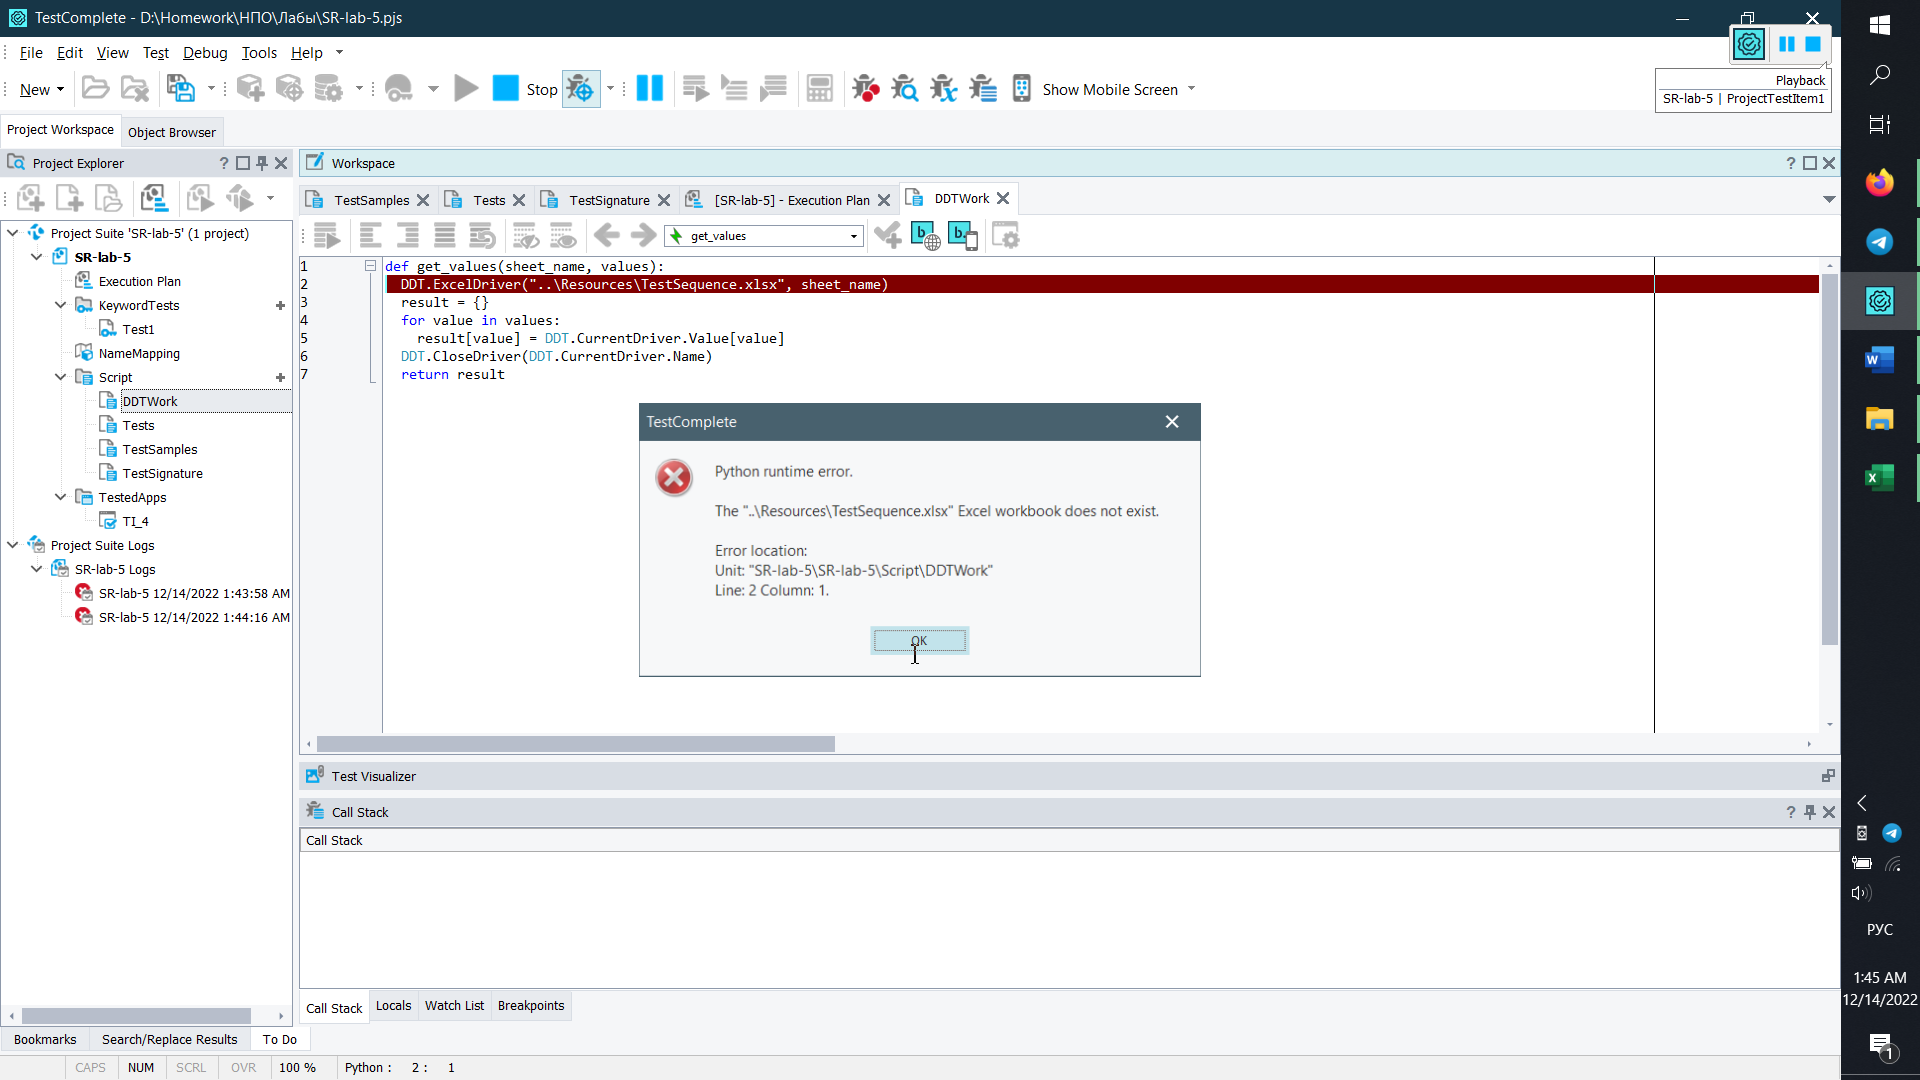 TestComplete - D:\Homework\НПО\Лабы\SR-lab-5.pjs
File Edit View Test Debug Tools Help
New Stop Show Mobile Screen
Playback
SR-lab-5 | ProjectTestItem1
Project Workspace Object Browser
Project Explorer ?
Workspace ?
TestSamples Tests TestSignature [SR-lab-5] - Execution Plan DDTWork
get_values
b b.
Project Suite 'SR-lab-5' (1 project)
SR-lab-5
Execution Plan
KeywordTests
Test1
NameMapping
Script
DDTWork
Tests
TestSamples
TestSignature
TestedApps
TI_4
Project Suite Logs
SR-lab-5 Logs
SR-lab-5 12/14/2022 1:43:58 AM
SR-lab-5 12/14/2022 1:44:16 AM
1 def get_values(sheet_name, values):
2 DDT.ExcelDriver("..\Resources\TestSequence.xlsx", sheet_name)
3 result = {}
4 for value in values:
5 result[value] = DDT.CurrentDriver.Value[value]
6 DDT.CloseDriver(DDT.CurrentDriver.Name)
7 return result
TestComplete
Python runtime error.
The "..\Resources\TestSequence.xlsx" Excel workbook does not exist.
Error location:
Unit: "SR-lab-5\SR-lab-5\Script\DDTWork"
Line: 2 Column: 1.
OK
Test Visualizer
Call Stack ?
Call Stack
Call Stack Locals Watch List Breakpoints
Bookmarks Search/Replace Results To Do
CAPS NUM SCRL OVR 100 % Python : 2 : 1
W
X
РУС
1:45 AM
12/14/2022
1